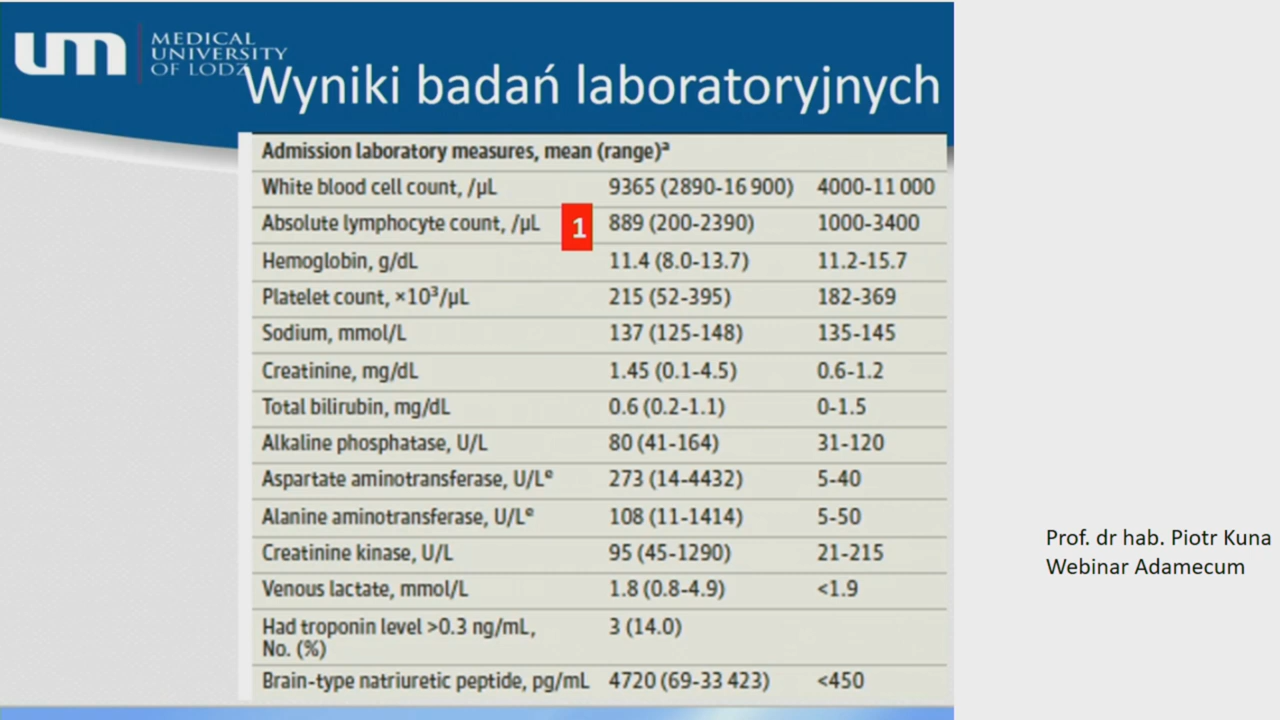 um MEDICAL
UNIVERSITY
OF LODZ
Wyniki badań laboratoryjnych
Admission laboratory measures, mean (range)ᵃ
White blood cell count, /µL 9365 (2890-16 900) 4000-11 000
Absolute lymphocyte count, /µL 1 889 (200-2390) 1000-3400
Hemoglobin, g/dL 11.4 (8.0-13.7) 11.2-15.7
Platelet count, ×10³/µL 215 (52-395) 182-369
Sodium, mmol/L 137 (125-148) 135-145
Creatinine, mg/dL 1.45 (0.1-4.5) 0.6-1.2
Total bilirubin, mg/dL 0.6 (0.2-1.1) 0-1.5
Alkaline phosphatase, U/L 80 (41-164) 31-120
Aspartate aminotransferase, U/Lᵉ 273 (14-4432) 5-40
Alanine aminotransferase, U/Lᵉ 108 (11-1414) 5-50
Creatinine kinase, U/L 95 (45-1290) 21-215
Venous lactate, mmol/L 1.8 (0.8-4.9) <1.9
Had troponin level >0.3 ng/mL, 3 (14.0)
No. (%)
Brain-type natriuretic peptide, pg/mL 4720 (69-33 423) <450
Prof. dr hab. Piotr Kuna
Webinar Adamecum